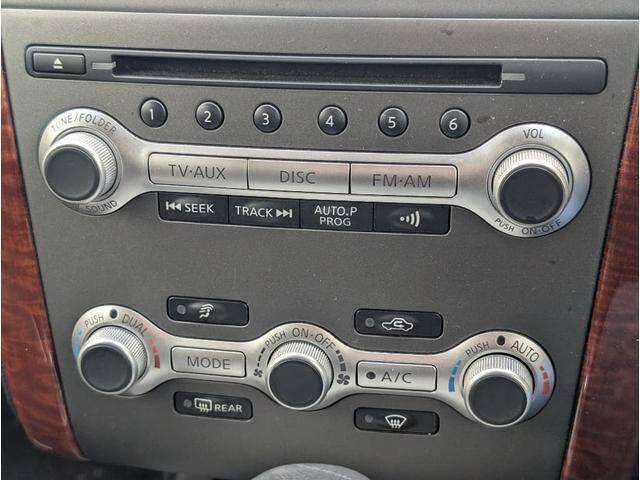 1 2 3 4 5 6
TUNE/FOLDER
SOUND
VOL
PUSH ON·OFF
TV·AUX DISC FM·AM
SEEK TRACK AUTO.P PROG
PUSH DUAL
MODE
PUSH ON·OFF
A/C
PUSH AUTO
REAR